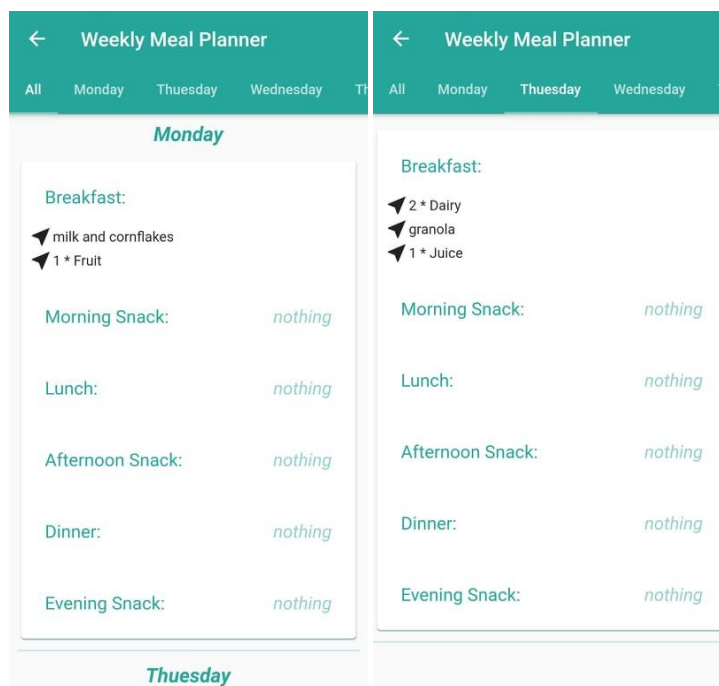 Weekly Meal Planner
All Monday Thuesday Wednesday Th
Monday
Breakfast:
milk and cornflakes
1 * Fruit
Morning Snack: nothing
Lunch: nothing
Afternoon Snack: nothing
Dinner: nothing
Evening Snack: nothing
Thuesday
Weekly Meal Planner
All Monday Thuesday Wednesday
Breakfast:
2 * Dairy
granola
1 * Juice
Morning Snack: nothing
Lunch: nothing
Afternoon Snack: nothing
Dinner: nothing
Evening Snack: nothing